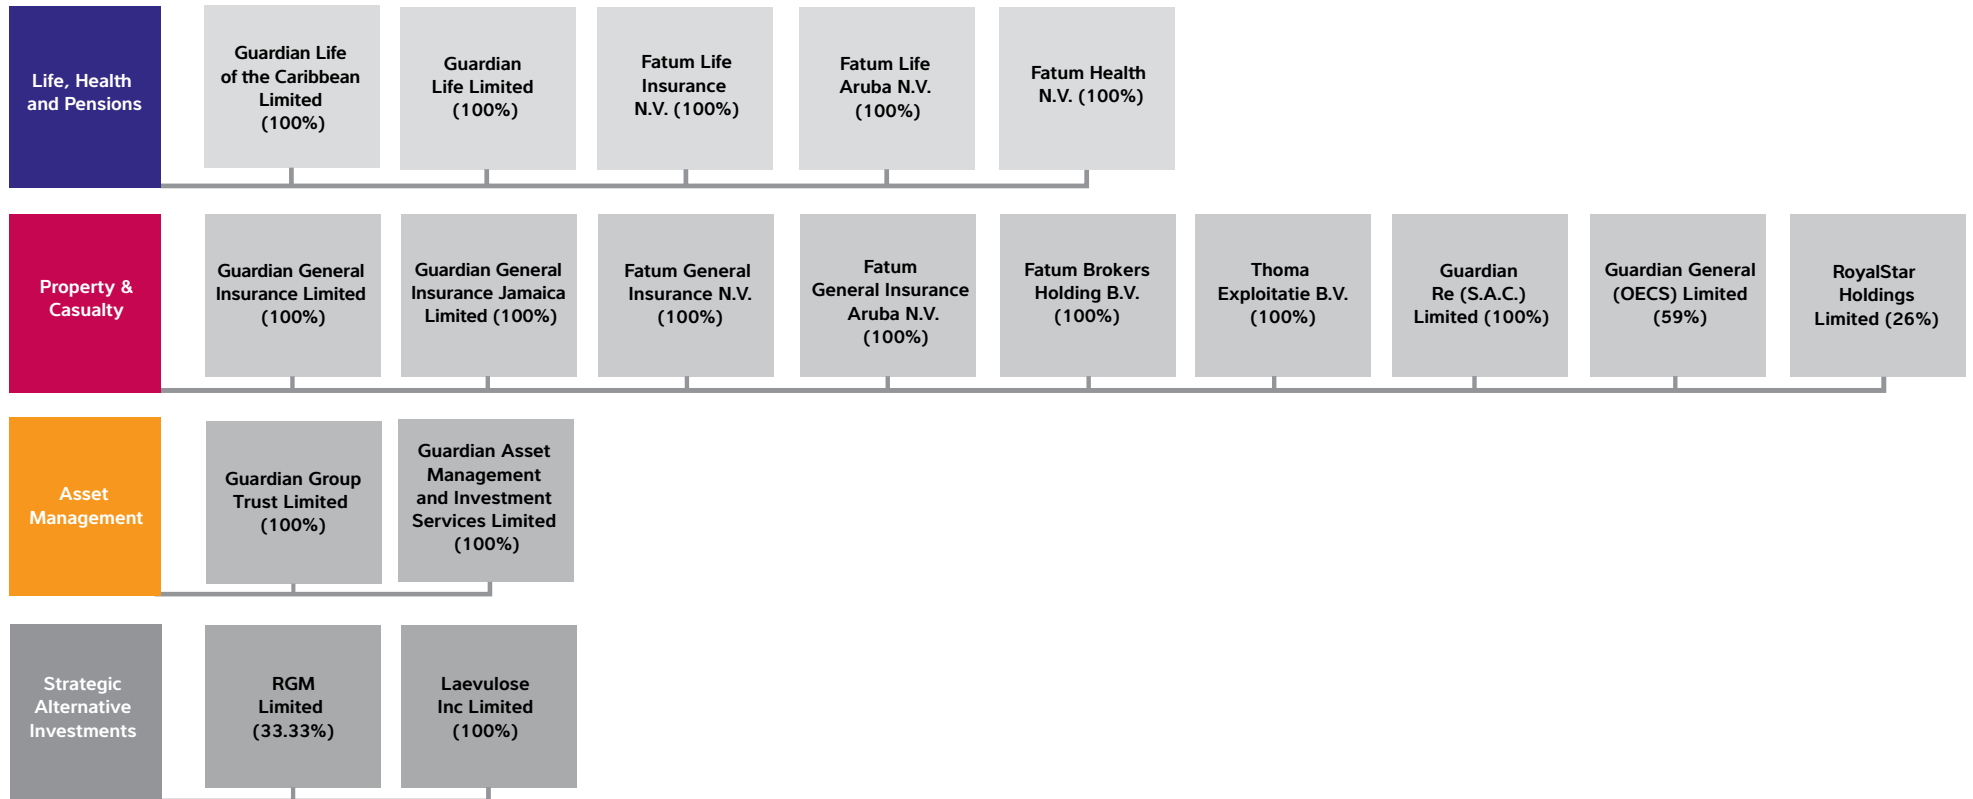 Life, Health
and Pensions
Guardian Life
of the Caribbean
Limited
(100%)
Guardian
Life Limited
(100%)
Fatum Life
Insurance
N.V. (100%)
Fatum Life
Aruba N.V.
(100%)
Fatum Health
N.V. (100%)
Property &
Casualty
Guardian General
Insurance Limited
(100%)
Guardian General
Insurance Jamaica
Limited (100%)
Fatum General
Insurance N.V.
(100%)
Fatum
General Insurance
Aruba N.V.
(100%)
Fatum Brokers
Holding B.V.
(100%)
Thoma
Exploitatie B.V.
(100%)
Guardian
Re (S.A.C.)
Limited (100%)
Guardian General
(OECS) Limited
(59%)
RoyalStar
Holdings
Limited (26%)
Asset
Management
Guardian Group
Trust Limited
(100%)
Guardian Asset
Management
and Investment
Services Limited
(100%)
Strategic
Alternative
Investments
RGM
Limited
(33.33%)
Laevulose
Inc Limited
(100%)